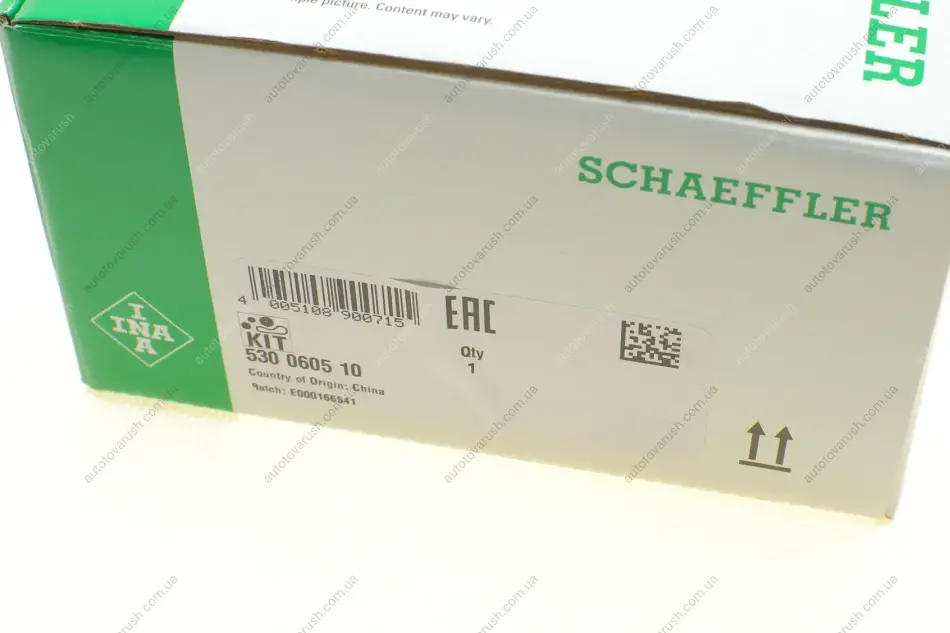 ple picture. Content may vary.
LER
SCHAEFFLER
INA
I
A
4 005108 900715
EAC
KIT
530 0605 10
Qty
1
Country of Origin: China
Batch: E000166541
autotovarush.com.ua